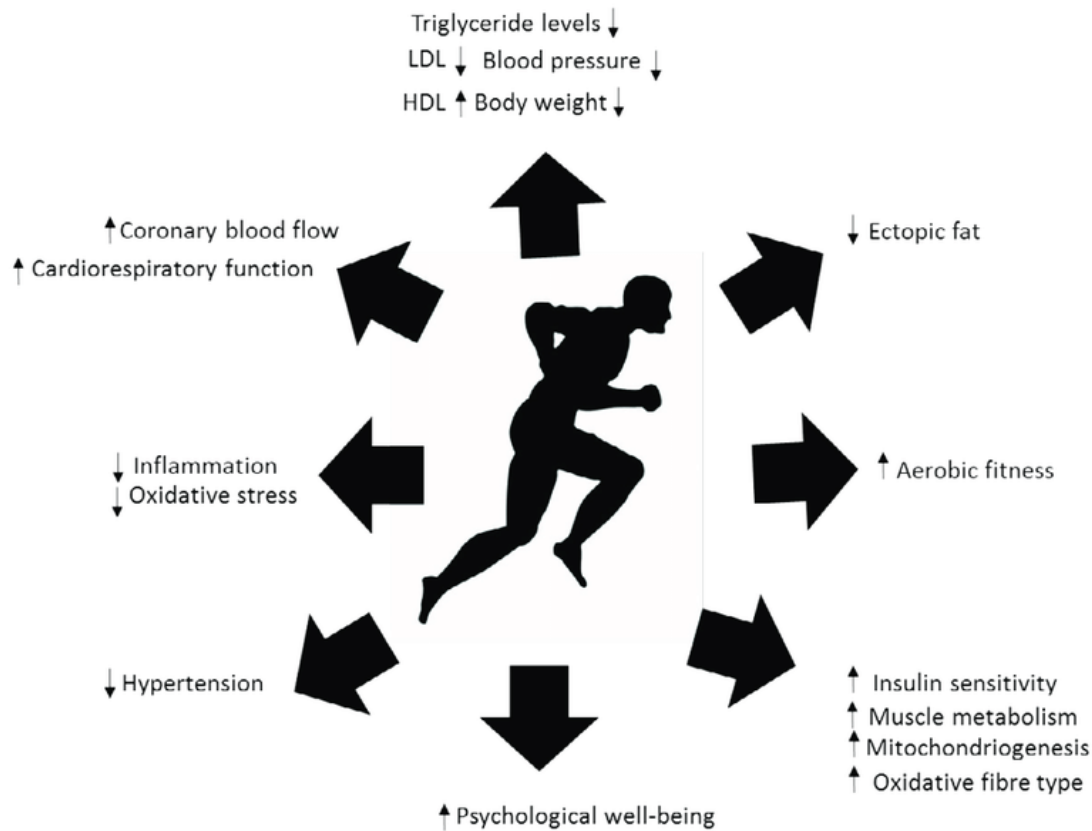 Triglyceride levels ↓
LDL ↓ Blood pressure ↓
HDL ↑ Body weight ↓
↑ Coronary blood flow
↑ Cardiorespiratory function
↓ Ectopic fat
↓ Inflammation
↓ Oxidative stress
↑ Aerobic fitness
↓ Hypertension
↑ Insulin sensitivity
↑ Muscle metabolism
↑ Mitochondriogenesis
↑ Oxidative fibre type
↑ Psychological well-being